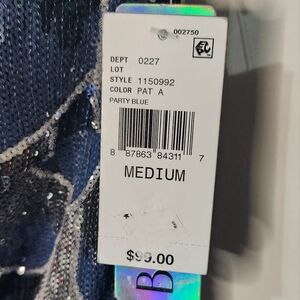 002750
DEPT 0227
LOT
STYLE 1150992
COLOR PAT A
PARTY BLUE
8 87863 84311 7
MEDIUM
$99.00
B